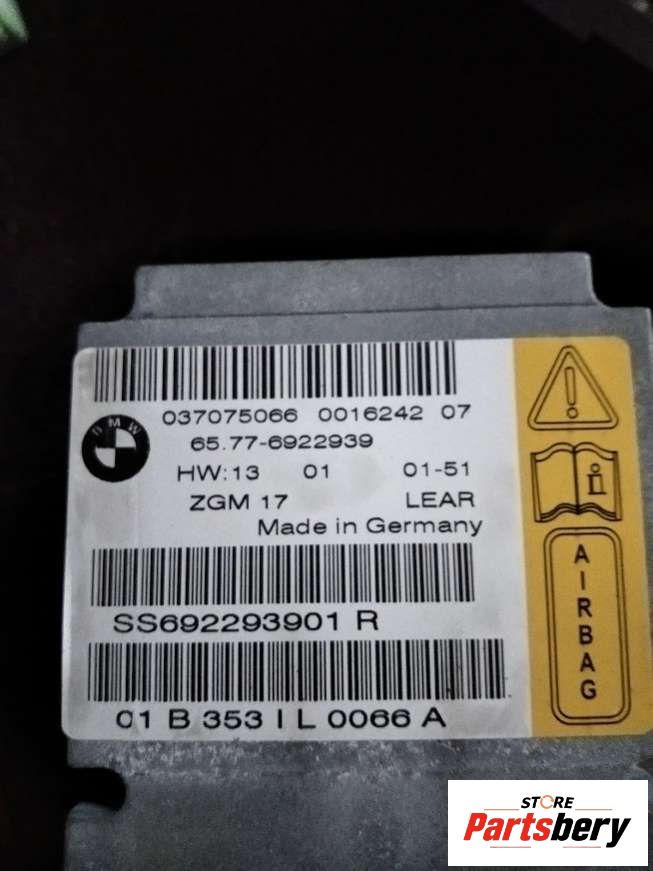 BMW
037075066 0016242 07
65.77-6922939
HW:13 01 01-51
ZGM 17 LEAR
Made in Germany
SS692293901 R
01 B 353 I L 0066 A
i
AIRBAG
STORE
Partsbery